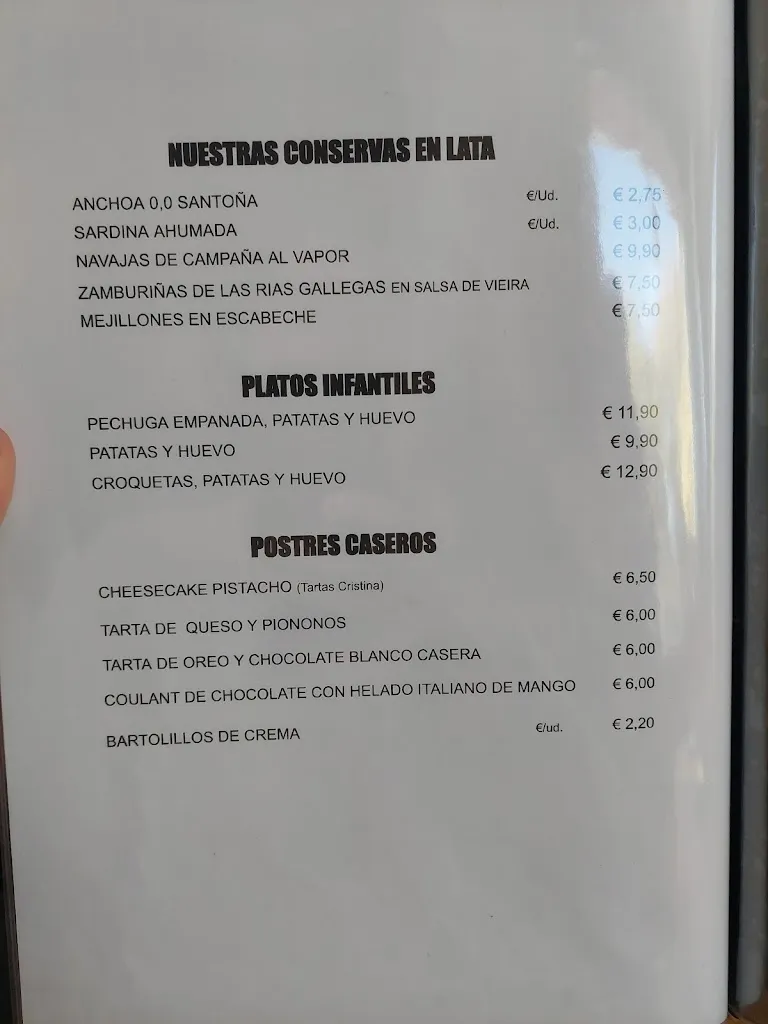 NUESTRAS CONSERVAS EN LATA
ANCHOA 0,0 SANTOÑA €/Ud. € 2,75
SARDINA AHUMADA €/Ud. € 3,00
NAVAJAS DE CAMPAÑA AL VAPOR € 9,90
ZAMBURIÑAS DE LAS RIAS GALLEGAS EN SALSA DE VIEIRA € 7,50
MEJILLONES EN ESCABECHE € 7,50
PLATOS INFANTILES
PECHUGA EMPANADA, PATATAS Y HUEVO € 11,90
PATATAS Y HUEVO € 9,90
CROQUETAS, PATATAS Y HUEVO € 12,90
POSTRES CASEROS
CHEESECAKE PISTACHO (Tartas Cristina) € 6,50
TARTA DE QUESO Y PIONONOS € 6,00
TARTA DE OREO Y CHOCOLATE BLANCO CASERA € 6,00
COULANT DE CHOCOLATE CON HELADO ITALIANO DE MANGO € 6,00
BARTOLILLOS DE CREMA €/ud. € 2,20